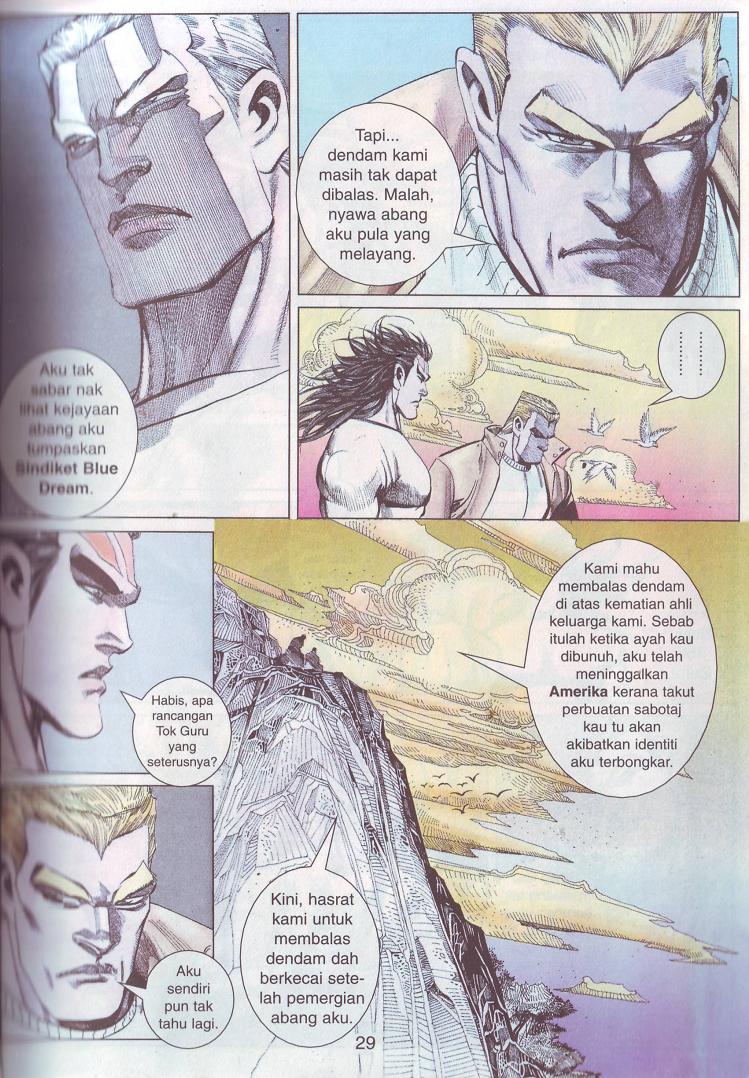 Aku tak
sabar nak
lihat kejayaan
abang aku
tumpaskan
Sindiket Blue
Dream.
Tapi...
dendam kami
masih tak dapat
dibalas. Malah,
nyawa abang
aku pula yang
melayang.
Kami mahu
membalas dendam
di atas kematian ahli
keluarga kami. Sebab
itulah ketika ayah kau
dibunuh, aku telah
meninggalkan
Amerika kerana takut
perbuatan sabotaj
kau tu akan
akibatkan identiti
aku terbongkar.
Habis, apa
rancangan
Tok Guru
yang
seterusnya?
Kini, hasrat
kami untuk
membalas
dendam dah
berkecai sete-
lah pemergian
abang aku.
Aku
sendiri
pun tak
tahu lagi.
29